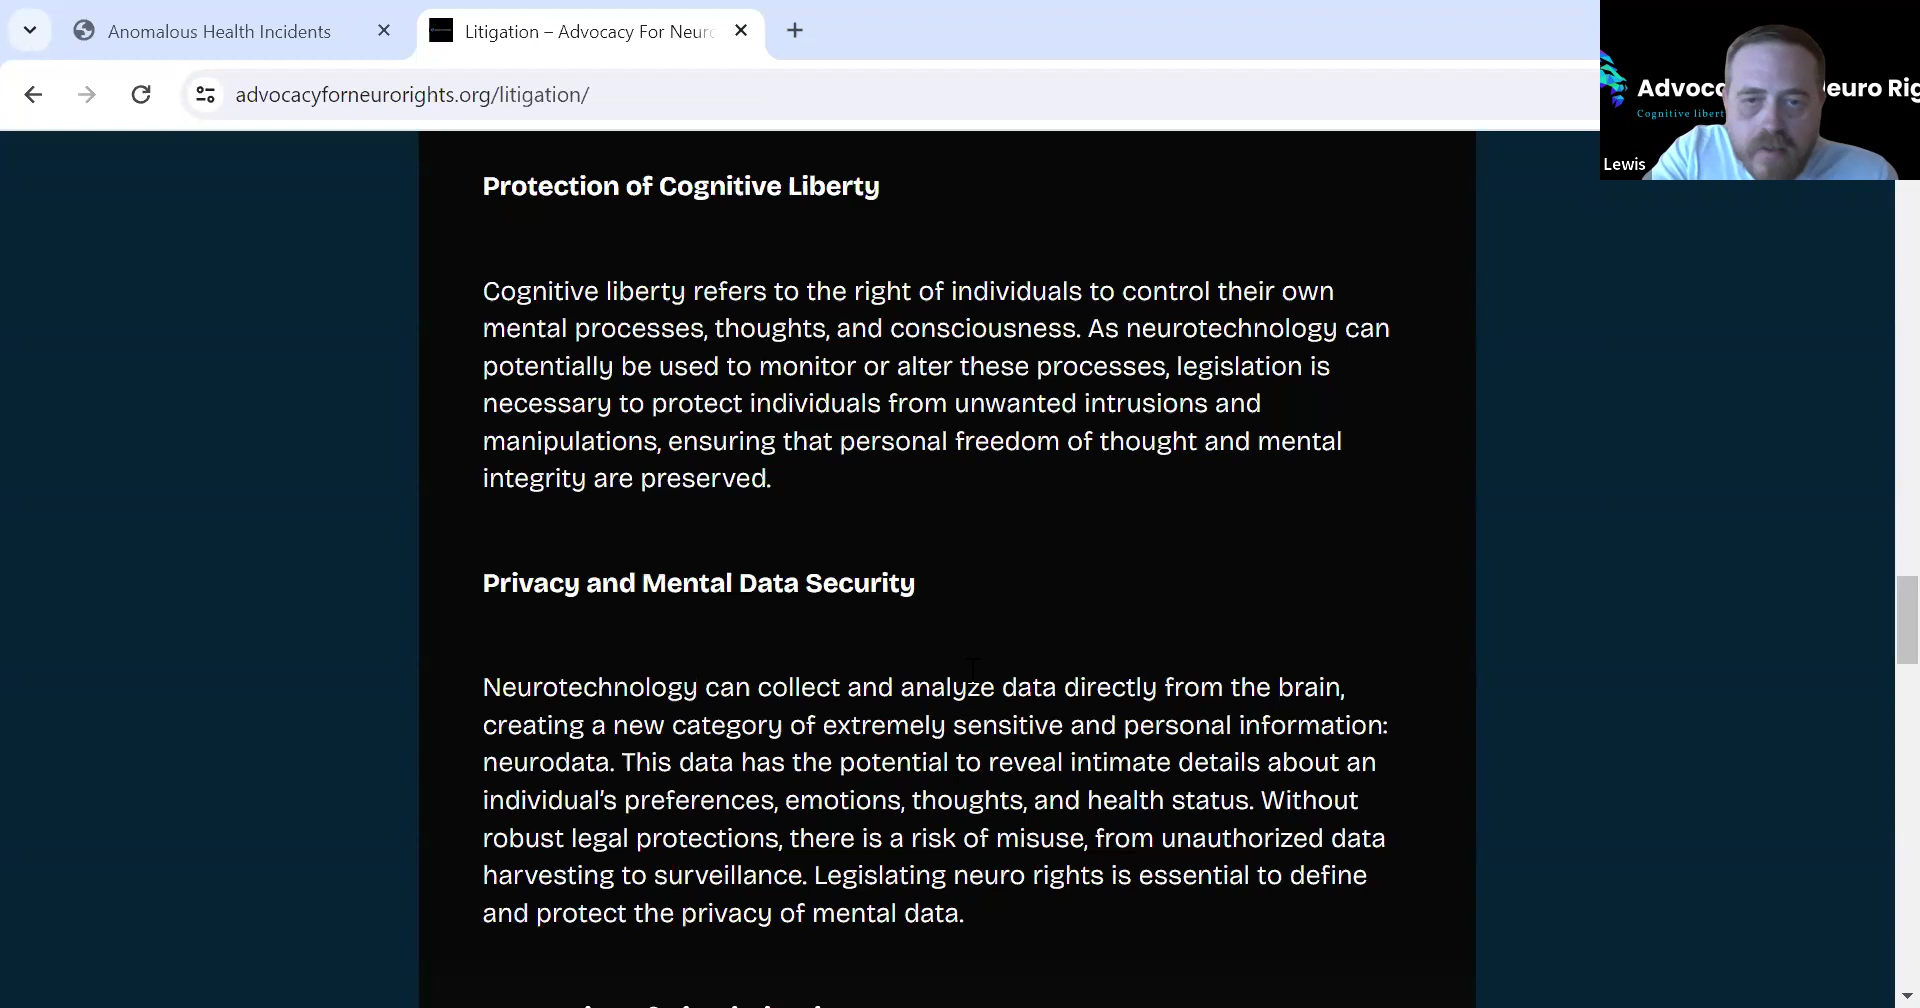 Anomalous Health Incidents
Litigation – Advocacy For Neuro
advocacyforneurorights.org/litigation/
Advoc
euro Rig
Cognitive libert
Lewis
Protection of Cognitive Liberty
Cognitive liberty refers to the right of individuals to control their own
mental processes, thoughts, and consciousness. As neurotechnology can
potentially be used to monitor or alter these processes, legislation is
necessary to protect individuals from unwanted intrusions and
manipulations, ensuring that personal freedom of thought and mental
integrity are preserved.
Privacy and Mental Data Security
Neurotechnology can collect and analyze data directly from the brain,
creating a new category of extremely sensitive and personal information:
neurodata. This data has the potential to reveal intimate details about an
individual’s preferences, emotions, thoughts, and health status. Without
robust legal protections, there is a risk of misuse, from unauthorized data
harvesting to surveillance. Legislating neuro rights is essential to define
and protect the privacy of mental data.